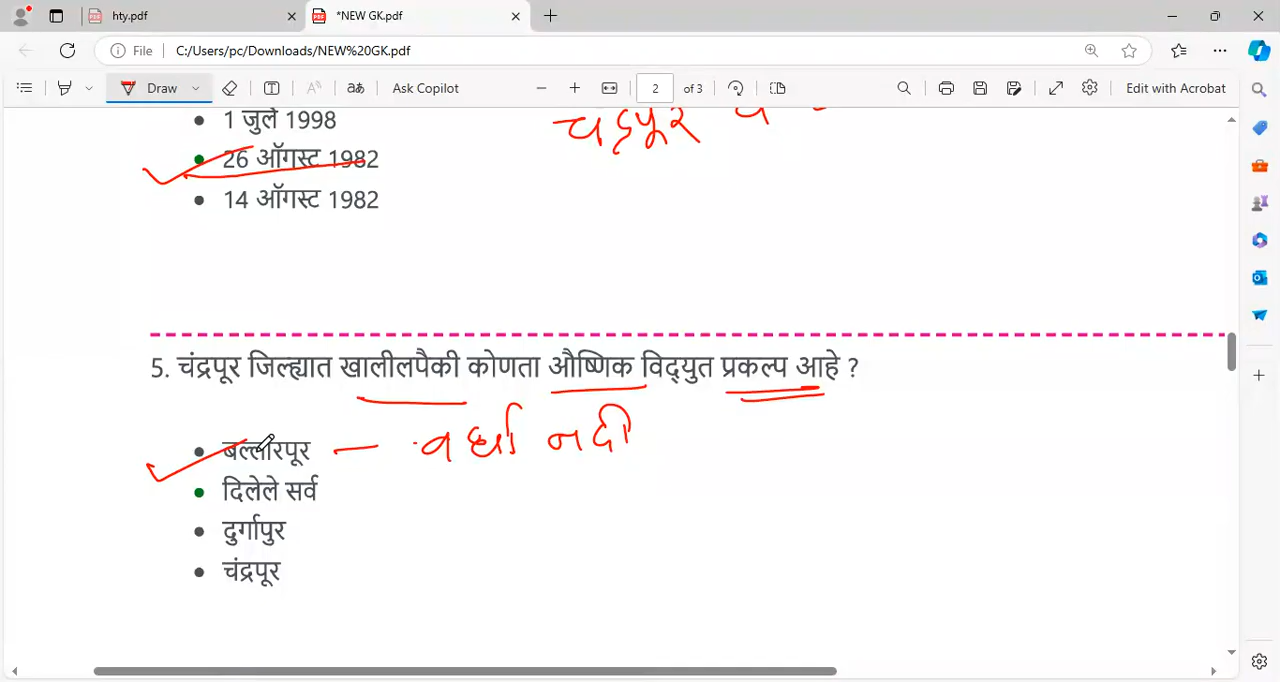 hty.pdf
*NEW GK.pdf
File
C:/Users/pc/Downloads/NEW%20GK.pdf
Draw
Ask Copilot
2 of 3
Edit with Acrobat
1 जुलै 1998
चंद्रपूर
26 ऑगस्ट 1982
14 ऑगस्ट 1982
5. चंद्रपूर जिल्ह्यात खालीलपैकी कोणता औष्णिक विद्युत प्रकल्प आहे ?
बल्लारपूर — वर्धा नदी
दिलेले सर्व
दुर्गापुर
चंद्रपूर